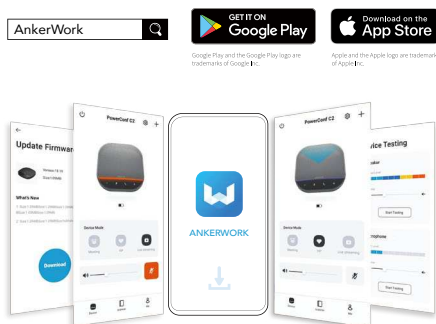 AnkerWork
GET IT ON
Google Play
Download on the
App Store
Google Play and the Google Play logo are
trademarks of Google Inc.
Apple and the Apple logo are trademark
of Apple Inc.
Update Firmwar
What's New
Download
PowerConf C2
Device Mode
ANKERWORK
PowerConf C2
Device Mode
vice Testing
Start Testing
Start Testing